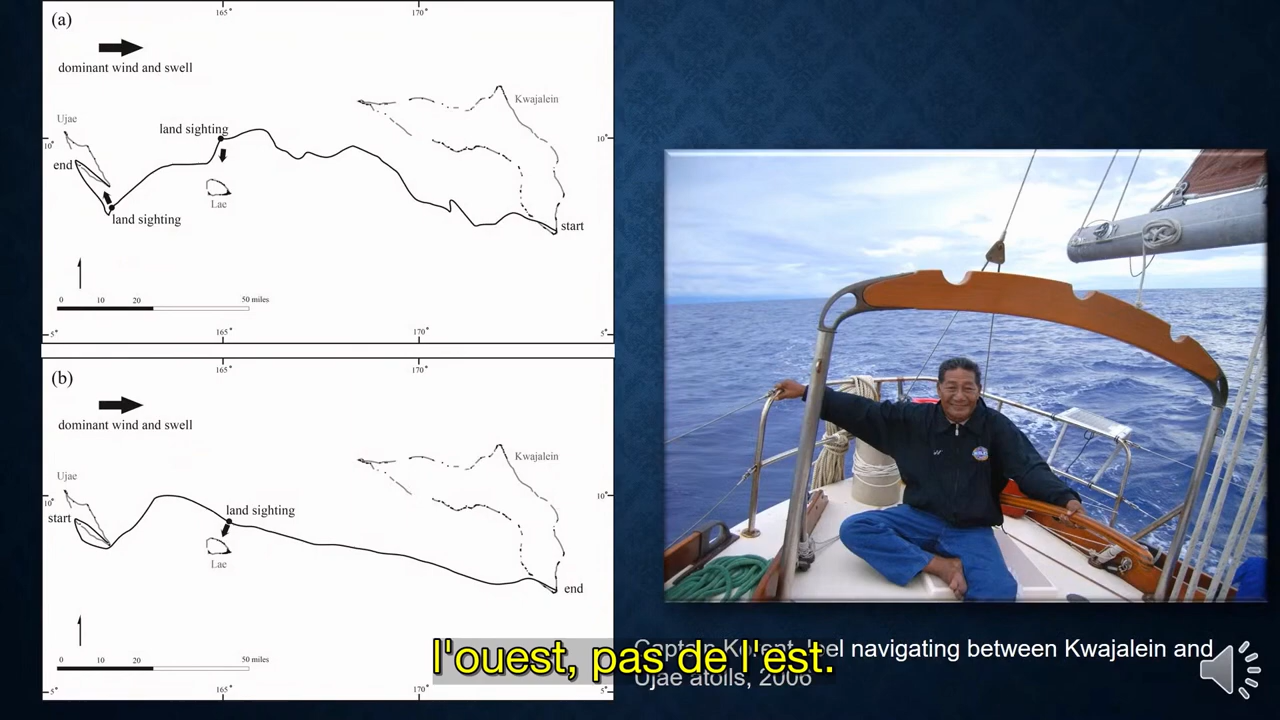 (a)
165°
170°
dominant wind and swell
Kwajalein
Ujae
land sighting
10°
10°
end
Lae
land sighting
start
0 10 20 50 miles
5°
165°
170°
5°
(b)
165°
170°
dominant wind and swell
Kwajalein
Ujae
10°
10°
land sighting
start
Lae
end
0 10 20 50 miles
5°
165°
170°
5°
navigating between Kwajalein and
Ujae atolls, 2006
l'ouest, pas de l'est.